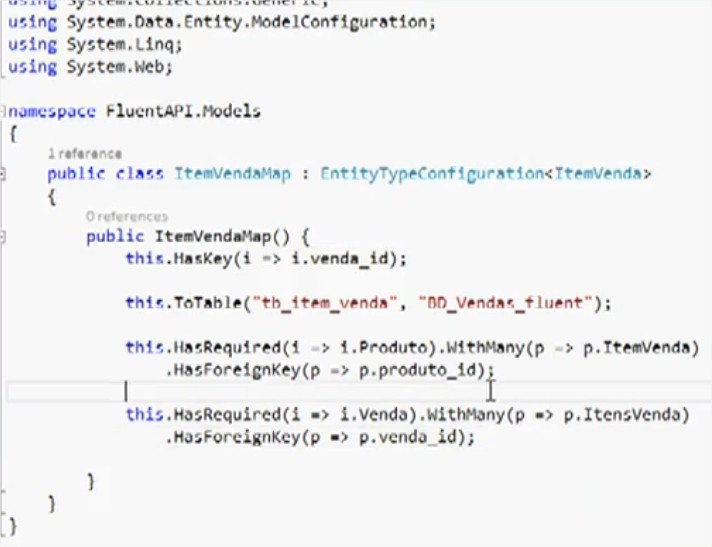 using System.Collections.Generic;
using System.Data.Entity.ModelConfiguration;
using System.Linq;
using System.Web;
namespace FluentAPI.Models
{
1 reference
public class ItemVendaMap : EntityTypeConfiguration<ItemVenda>
{
0 references
public ItemVendaMap() {
this.HasKey(i => i.venda_id);
this.ToTable("tb_item_venda", "BD_Vendas_fluent");
this.HasRequired(i => i.Produto).WithMany(p => p.ItemVenda)
.HasForeignKey(p => p.produto_id);
this.HasRequired(i => i.Venda).WithMany(p => p.ItensVenda)
.HasForeignKey(p => p.venda_id);
}
}
}